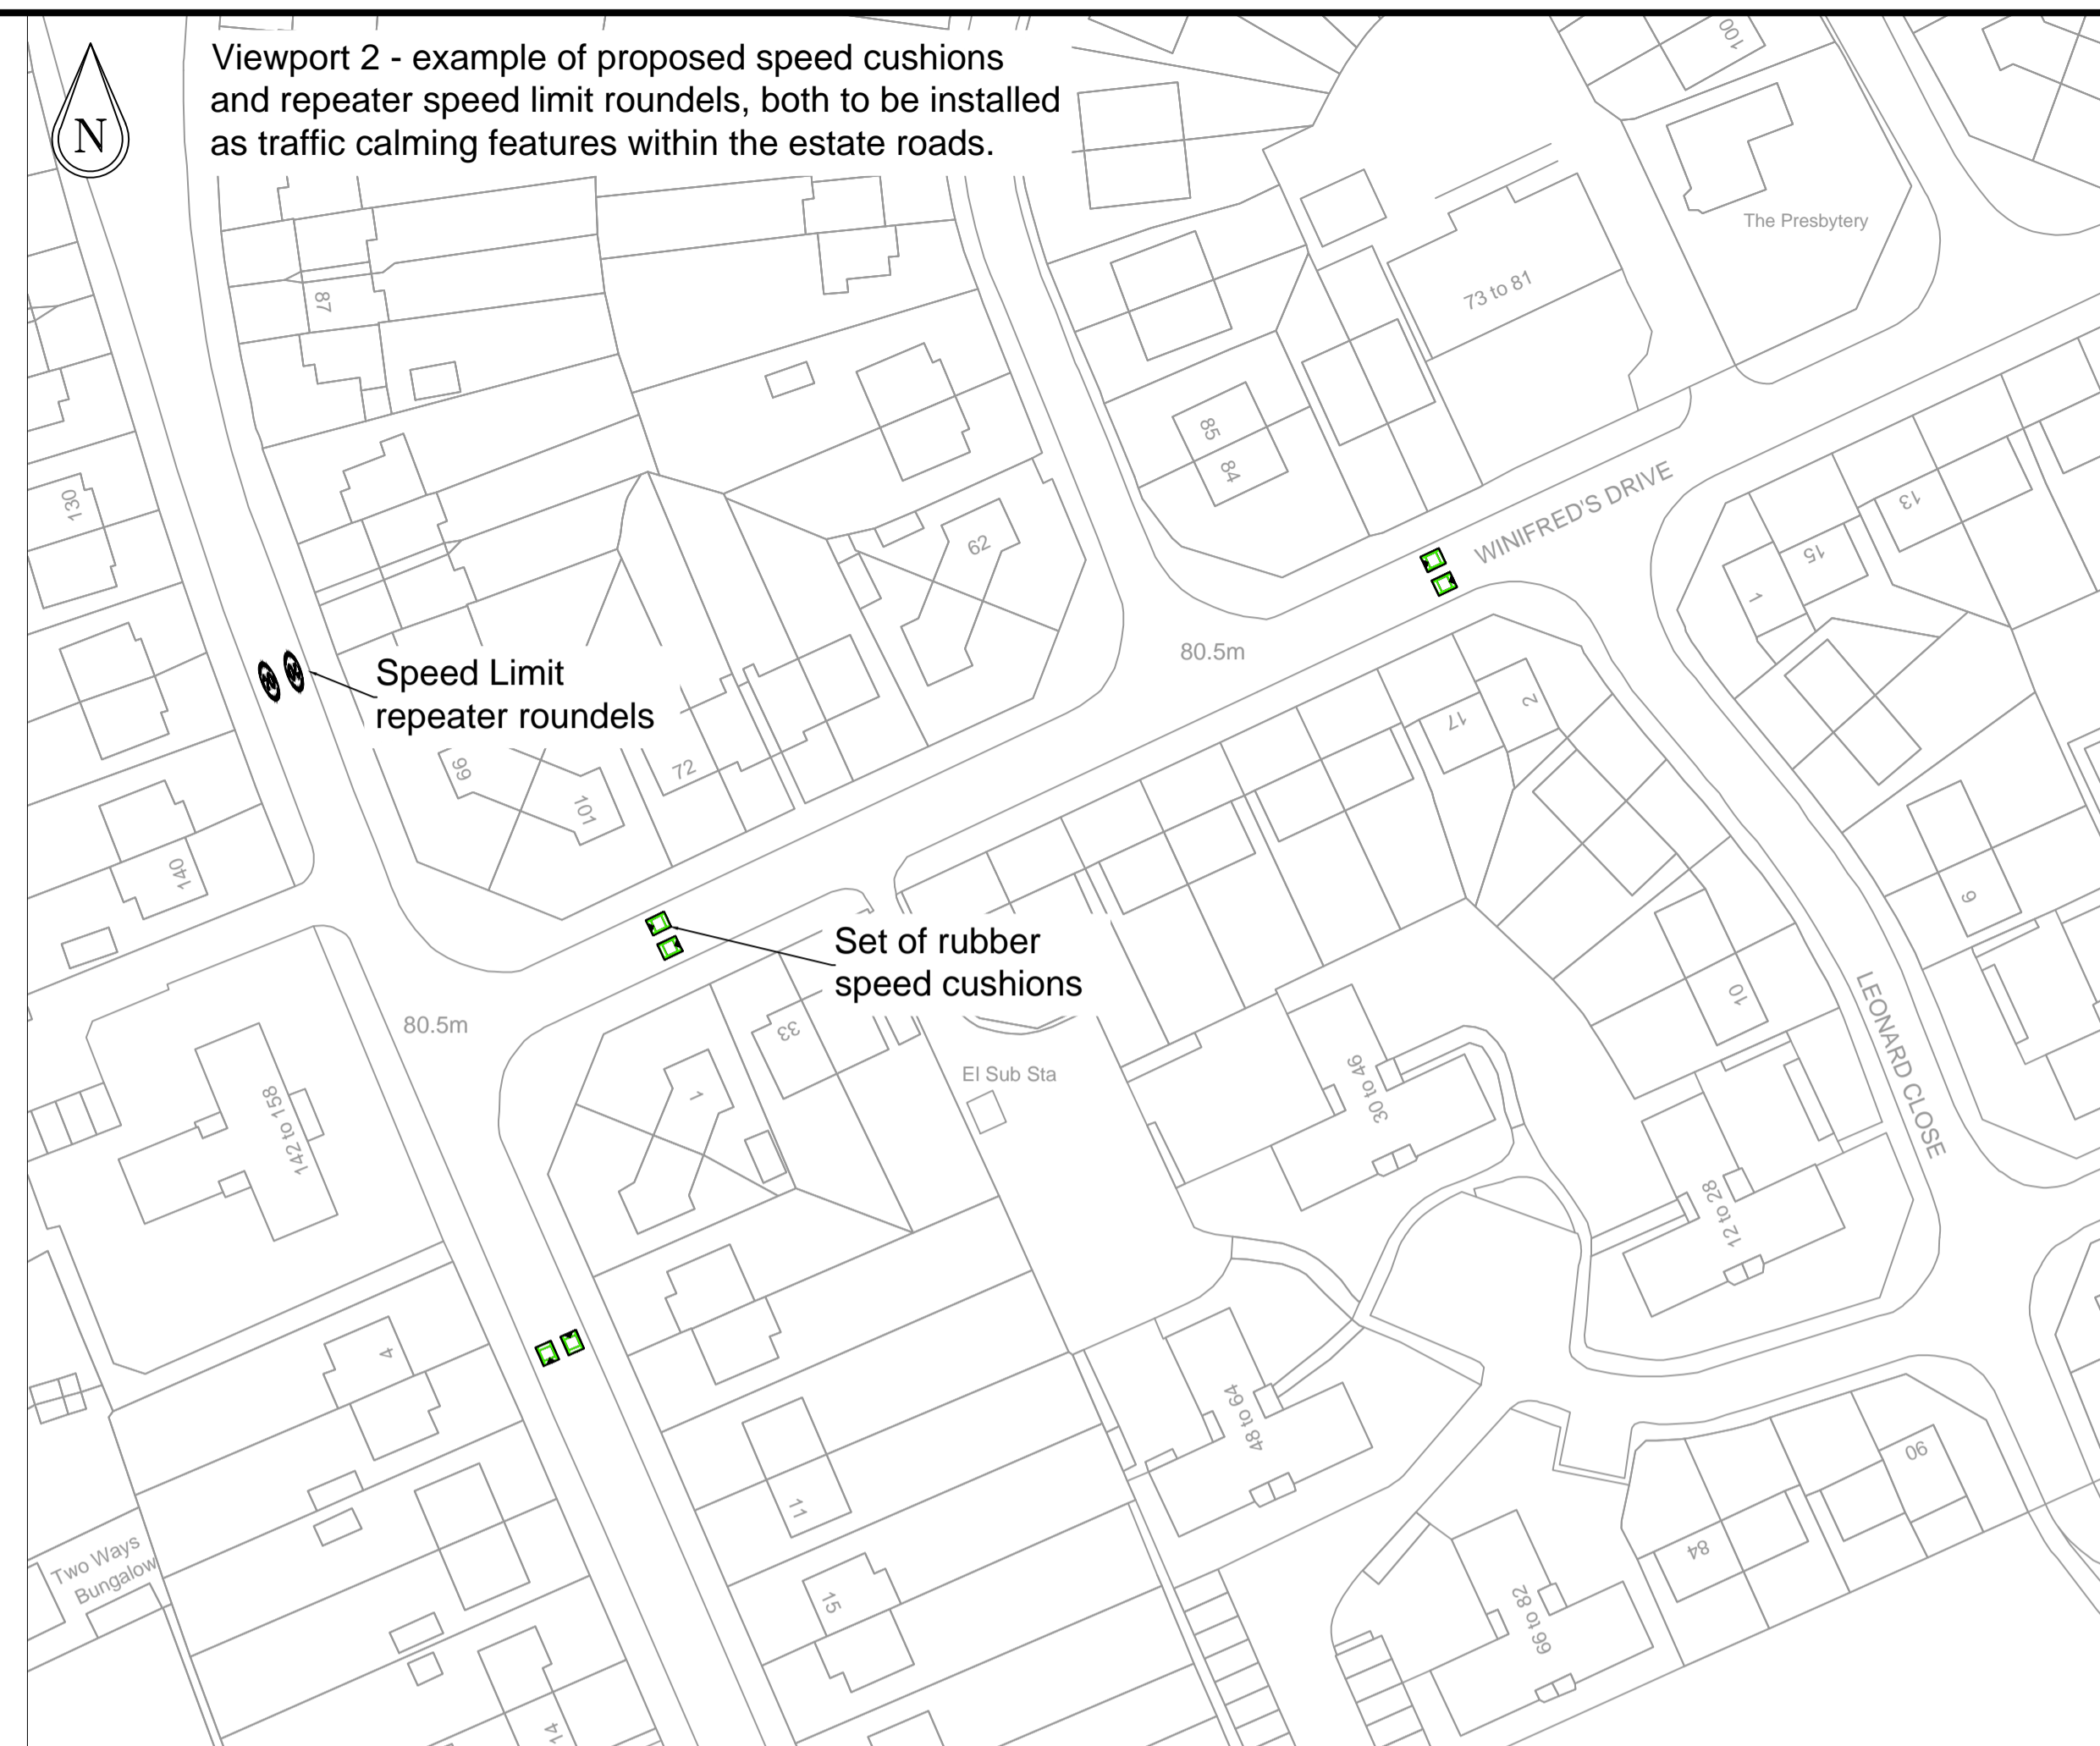 Viewport 2 - example of proposed speed cushions
and repeater speed limit roundels, both to be installed
as traffic calming features within the estate roads.
N
100
The Presbytery
73 to 81
87
85
84
130
WINIFRED'S DRIVE
13
15
1
62
80.5m
Speed Limit
repeater roundels
2
17
99
101
72
140
9
Set of rubber
speed cushions
33
10
80.5m
LEONARD CLOSE
El Sub Sta
1
30 to 46
142 to 158
12 to 28
4
48 to 64
11
90
84
Two Ways
Bungalow
15
66 to 82
14